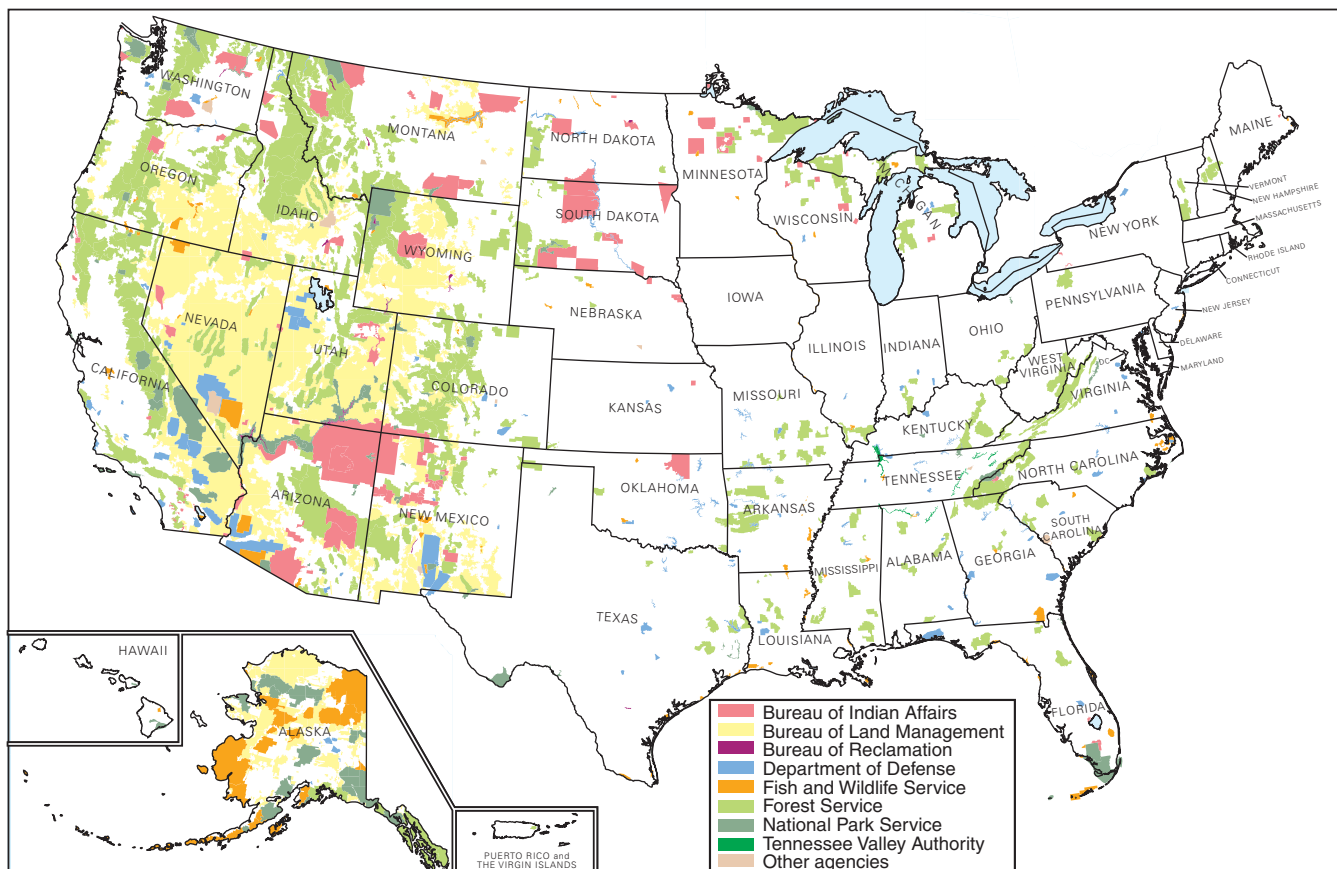 WASHINGTON
MONTANA
NORTH DAKOTA
MINNESOTA
MAINE
OREGON
IDAHO
SOUTH DAKOTA
WISCONSIN
MICHIGAN
VERMONT
NEW HAMPSHIRE
MASSACHUSETTS
NEW YORK
WYOMING
RHODE ISLAND
CONNECTICUT
NEVADA
NEBRASKA
IOWA
PENNSYLVANIA
NEW JERSEY
UTAH
ILLINOIS
INDIANA
OHIO
DELAWARE
CALIFORNIA
COLORADO
WEST
VIRGINIA
DC
MARYLAND
KANSAS
MISSOURI
VIRGINIA
KENTUCKY
ARIZONA
NEW MEXICO
OKLAHOMA
ARKANSAS
TENNESSEE
NORTH CAROLINA
SOUTH
CAROLINA
MISSISSIPPI
ALABAMA
GEORGIA
TEXAS
LOUISIANA
FLORIDA
HAWAII
ALASKA
PUERTO RICO and
THE VIRGIN ISLANDS
Bureau of Indian Affairs
Bureau of Land Management
Bureau of Reclamation
Department of Defense
Fish and Wildlife Service
Forest Service
National Park Service
Tennessee Valley Authority
Other agencies